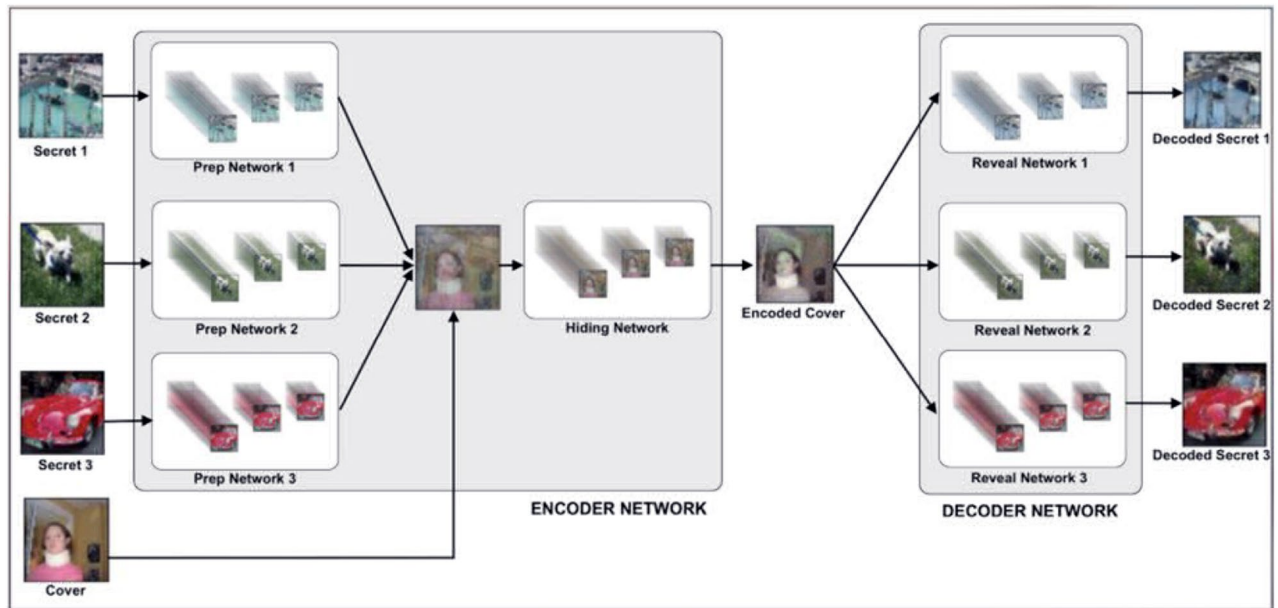 Secret 1
Prep Network 1
Reveal Network 1
Decoded Secret 1
Secret 2
Prep Network 2
Hiding Network
Encoded Cover
Reveal Network 2
Decoded Secret 2
Secret 3
Prep Network 3
Reveal Network 3
Decoded Secret 3
ENCODER NETWORK
DECODER NETWORK
Cover